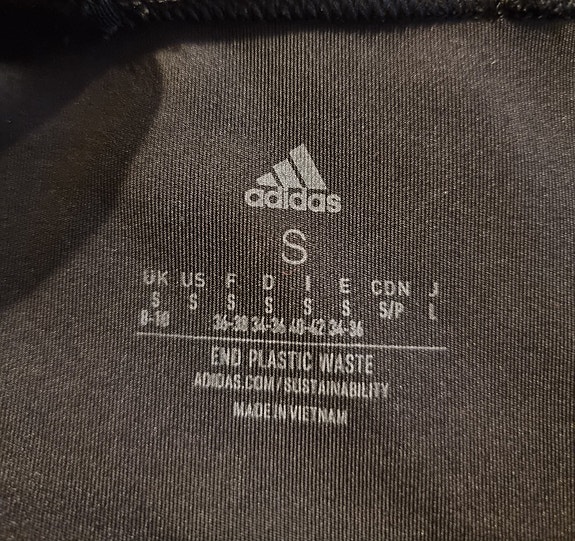 adidas
S
UK US F D I E CDN J
S S S S S S S/P L
8-10 36-38 34-36 40-42 34-36
END PLASTIC WASTE
ADIDAS.COM/SUSTAINABILITY
MADE IN VIETNAM